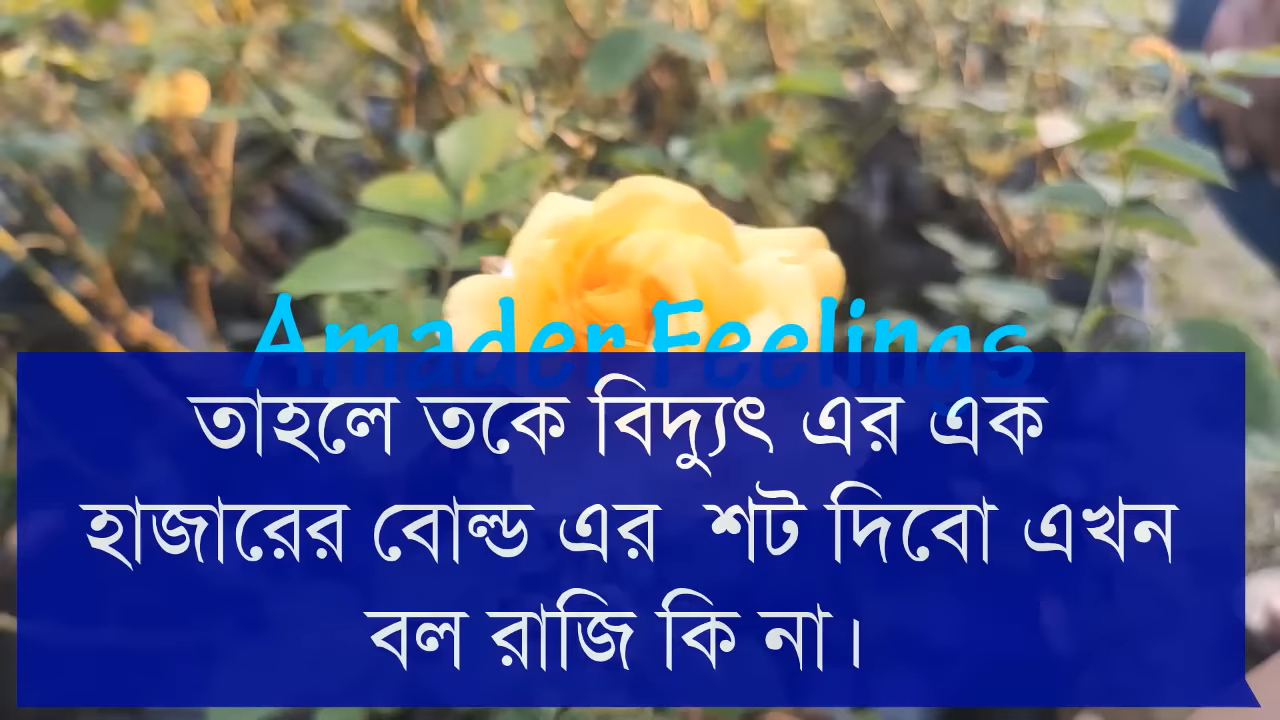 Amader Feelings
তাহলে তকে বিদ্যুৎ এর এক
হাজারের বোল্ড এর শট দিবো এখন
বল রাজি কি না।